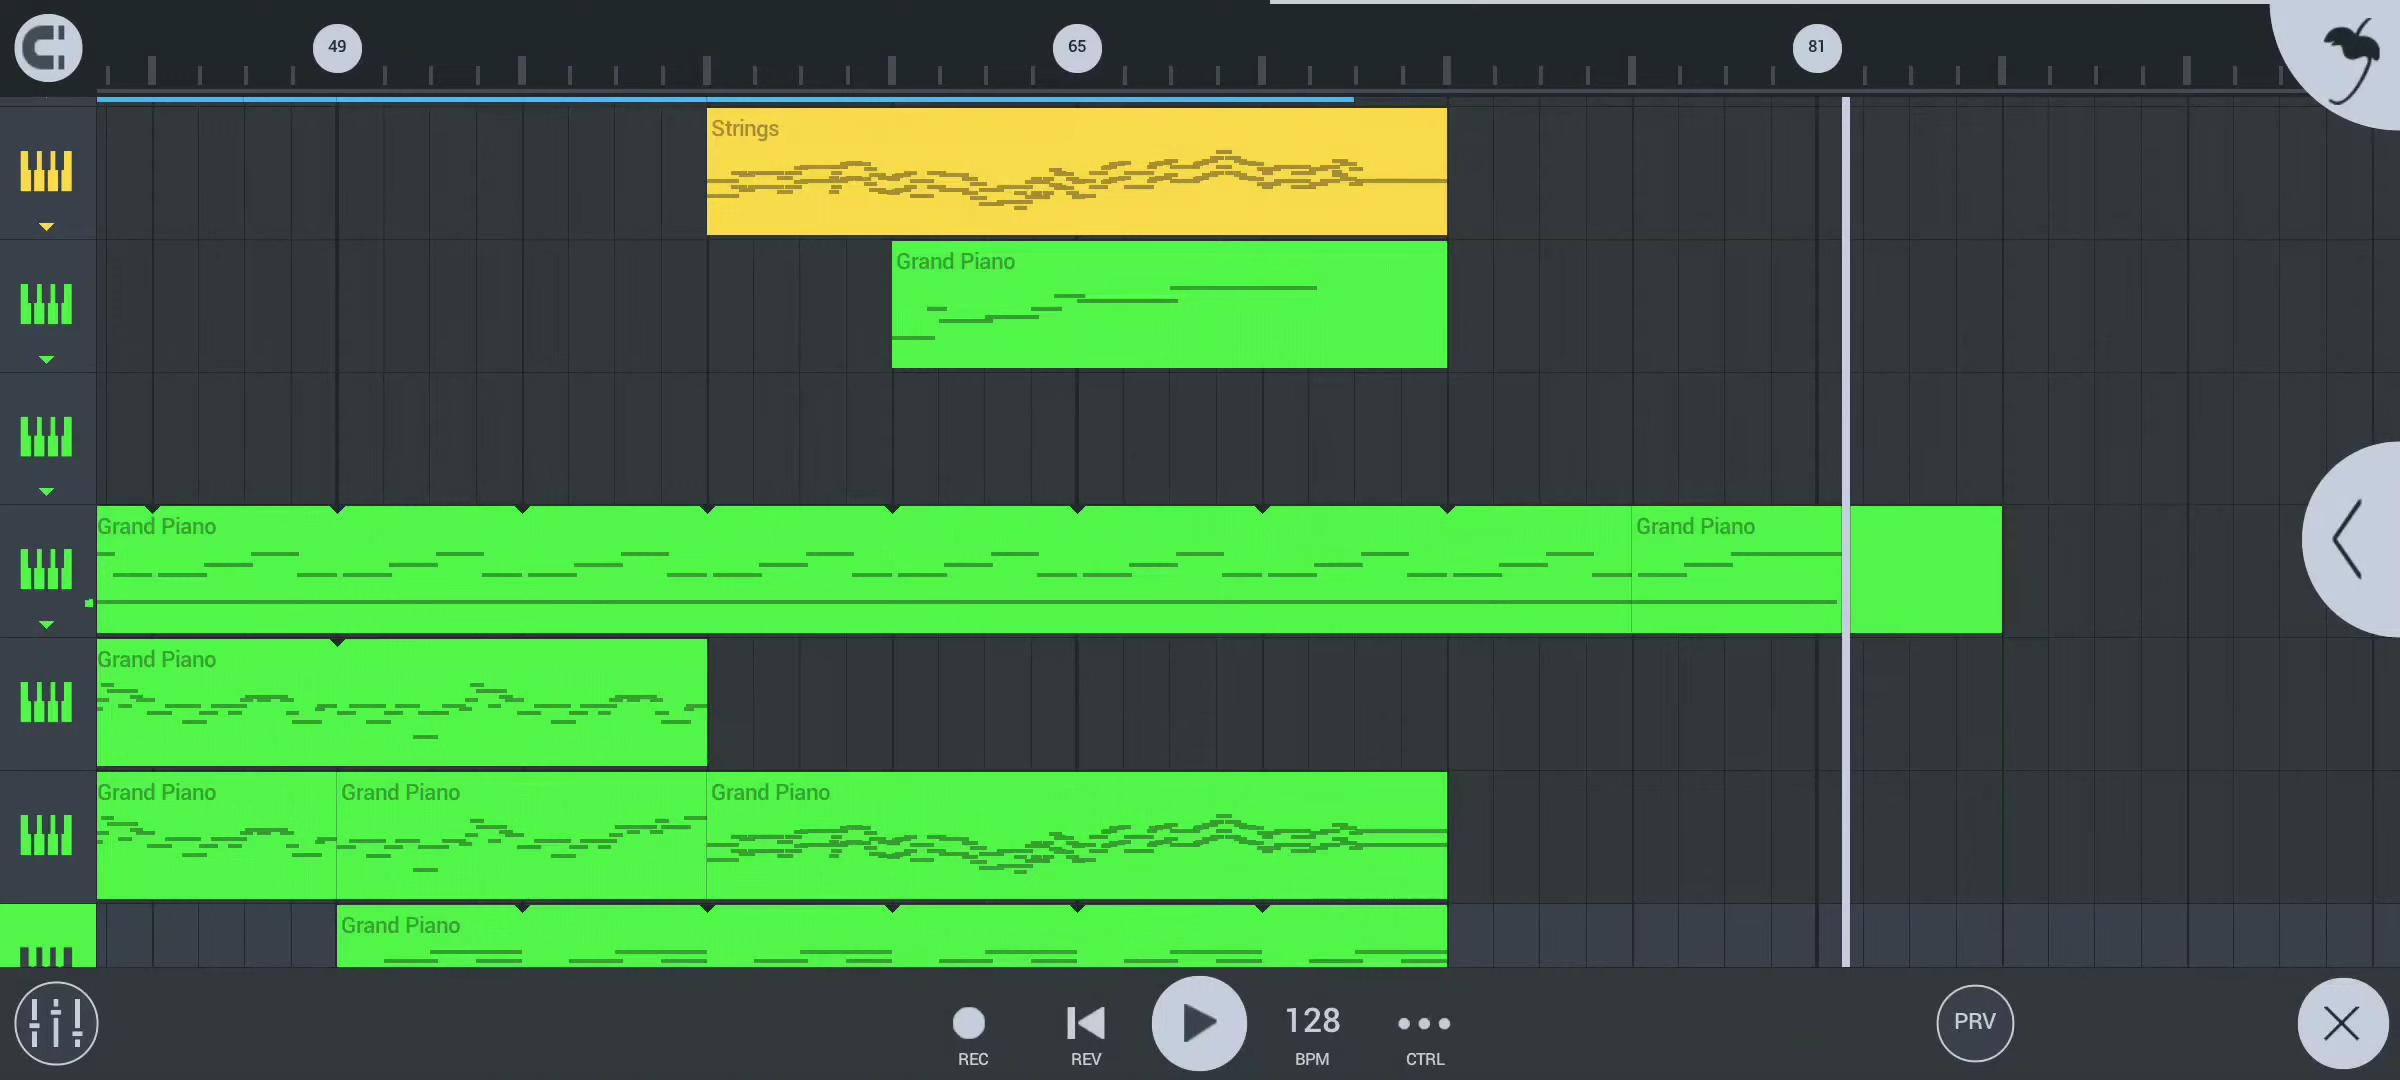 49
65
81
Strings
Grand Piano
Grand Piano
Grand Piano
Grand Piano
Grand Piano
Grand Piano
Grand Piano
Grand Piano
128
PRV
REC
REV
BPM
CTRL